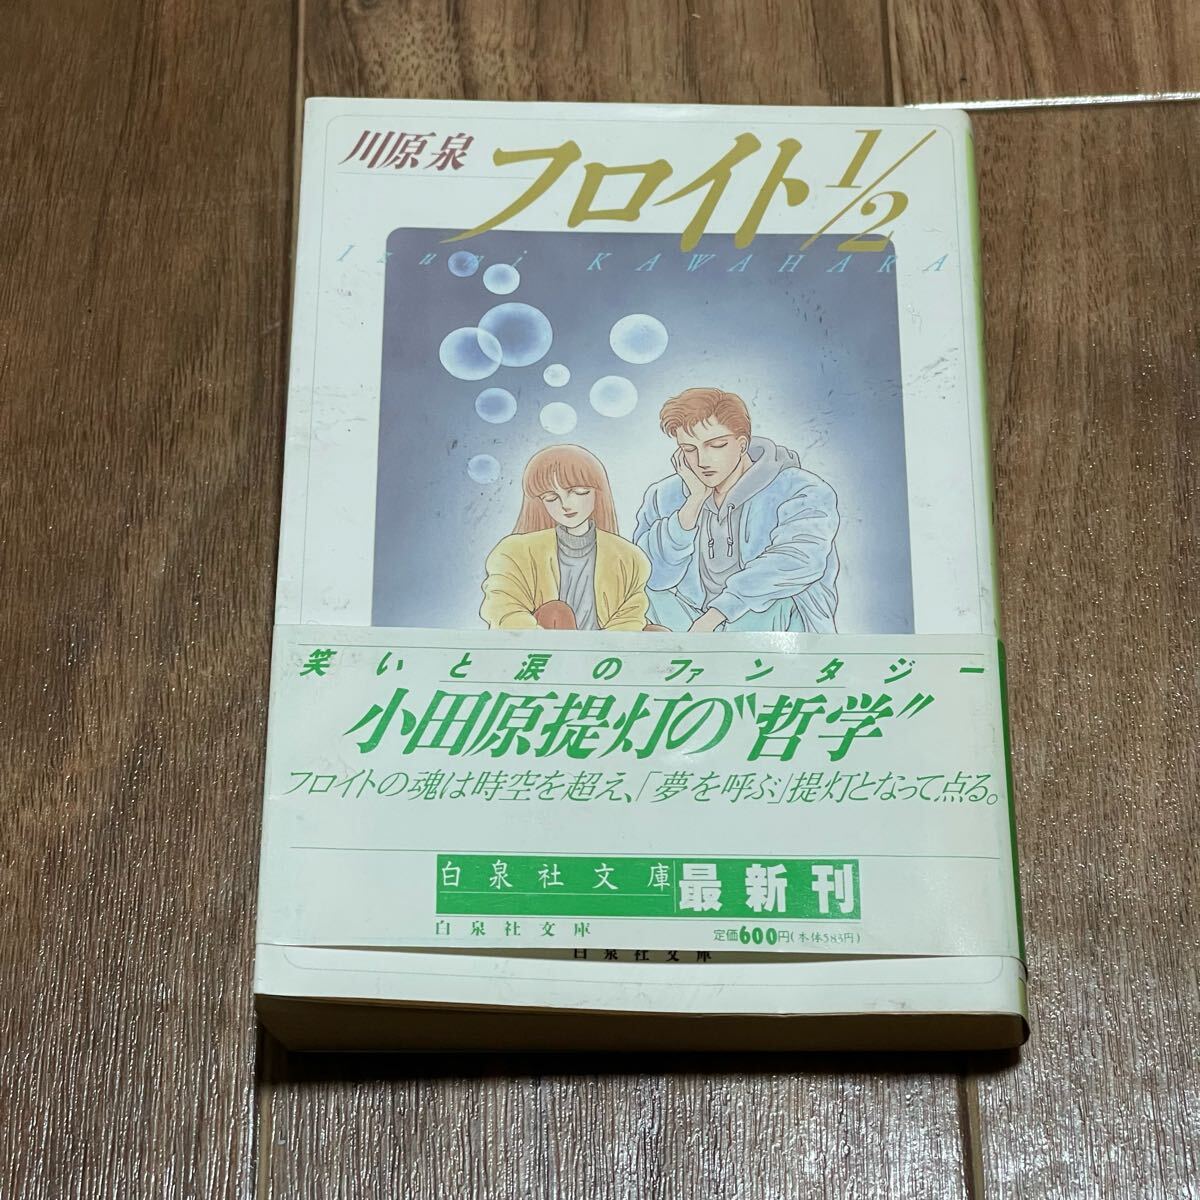 川原泉
フロイト1/2
Izumi KAWAHARA
笑いと涙のファンタジー
小田原提灯の〝哲学〟
フロイトの魂は時空を超え、「夢を呼ぶ」提灯となって点る。
白泉社文庫 最新刊
白泉社文庫
定価600円(本体583円)
白泉社文庫